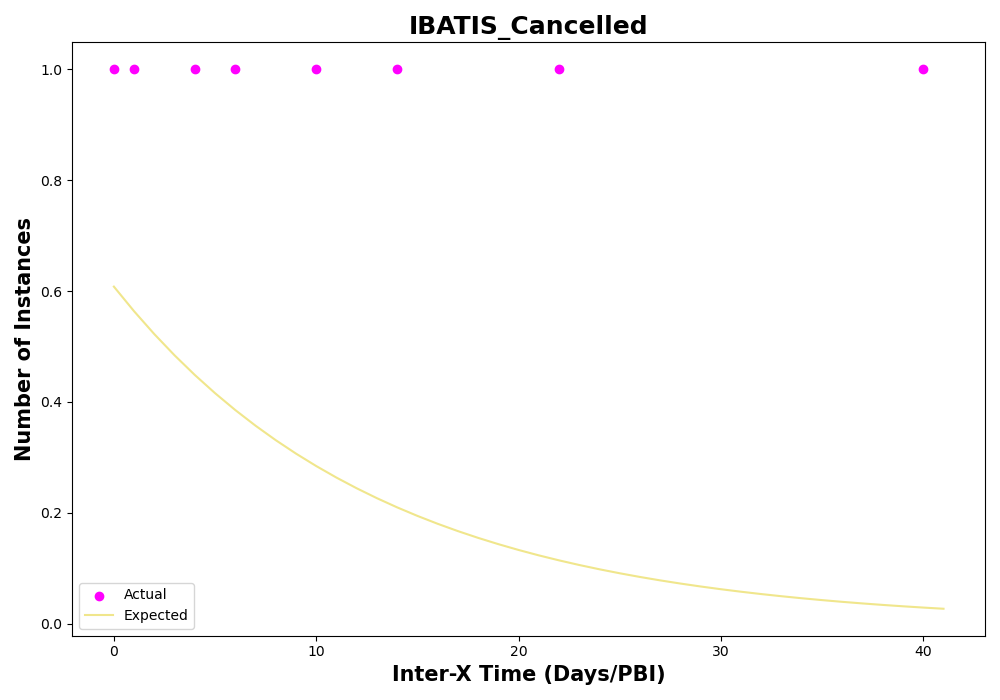 IBATIS_Cancelled
Number of Instances
1.0
0.8
0.6
0.4
0.2
0.0
Actual
Expected
0
10
20
30
40
Inter-X Time (Days/PBI)